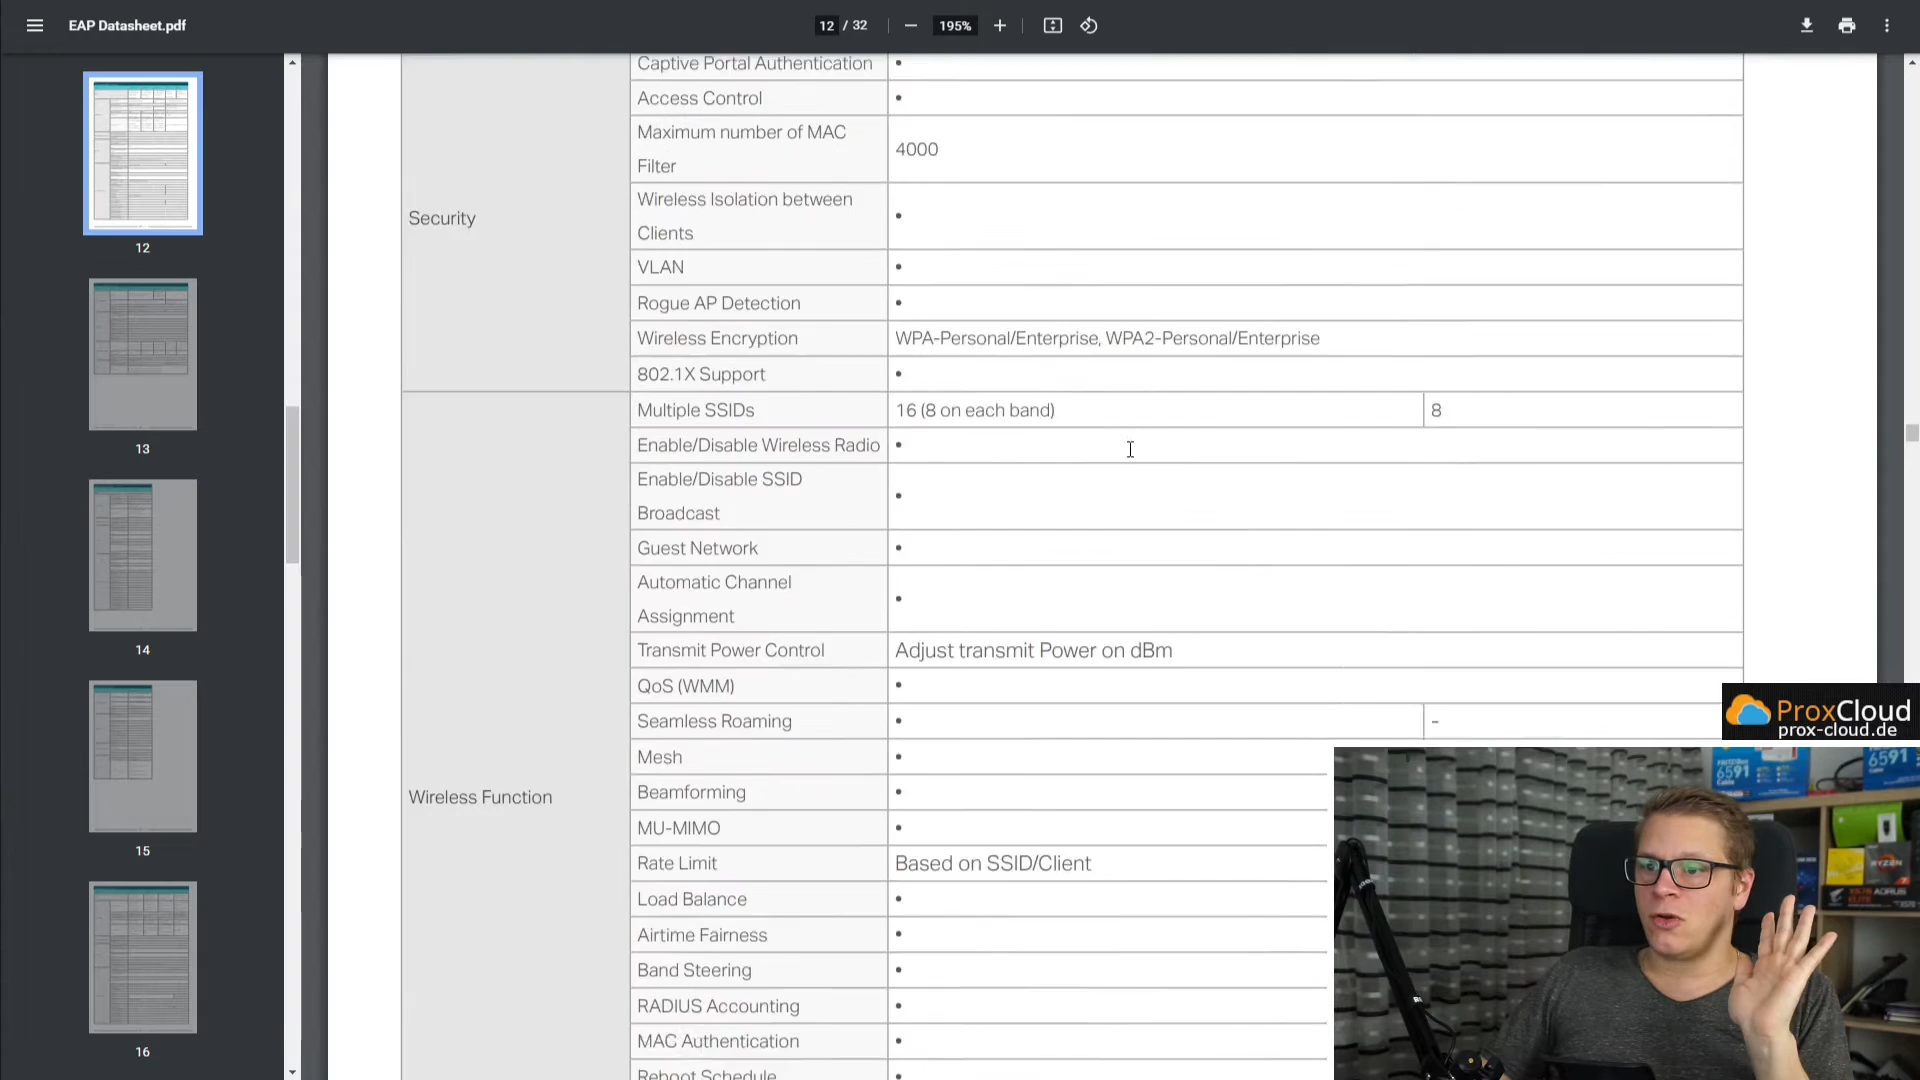 EAP Datasheet.pdf
12 / 32
195%
12
13
14
15
16
Security
Captive Portal Authentication •
Access Control •
Maximum number of MAC
Filter
4000
Wireless Isolation between
Clients
•
VLAN •
Rogue AP Detection •
Wireless Encryption WPA-Personal/Enterprise, WPA2-Personal/Enterprise
802.1X Support •
Wireless Function
Multiple SSIDs 16 (8 on each band) 8
Enable/Disable Wireless Radio •
Enable/Disable SSID
Broadcast
•
Guest Network •
Automatic Channel
Assignment
•
Transmit Power Control Adjust transmit Power on dBm
QoS (WMM) •
Seamless Roaming • -
Mesh •
Beamforming •
MU-MIMO •
Rate Limit Based on SSID/Client
Load Balance •
Airtime Fairness •
Band Steering •
RADIUS Accounting •
MAC Authentication •
Reboot Schedule •
ProxCloud
prox-cloud.de
6591
6591
RYZEN